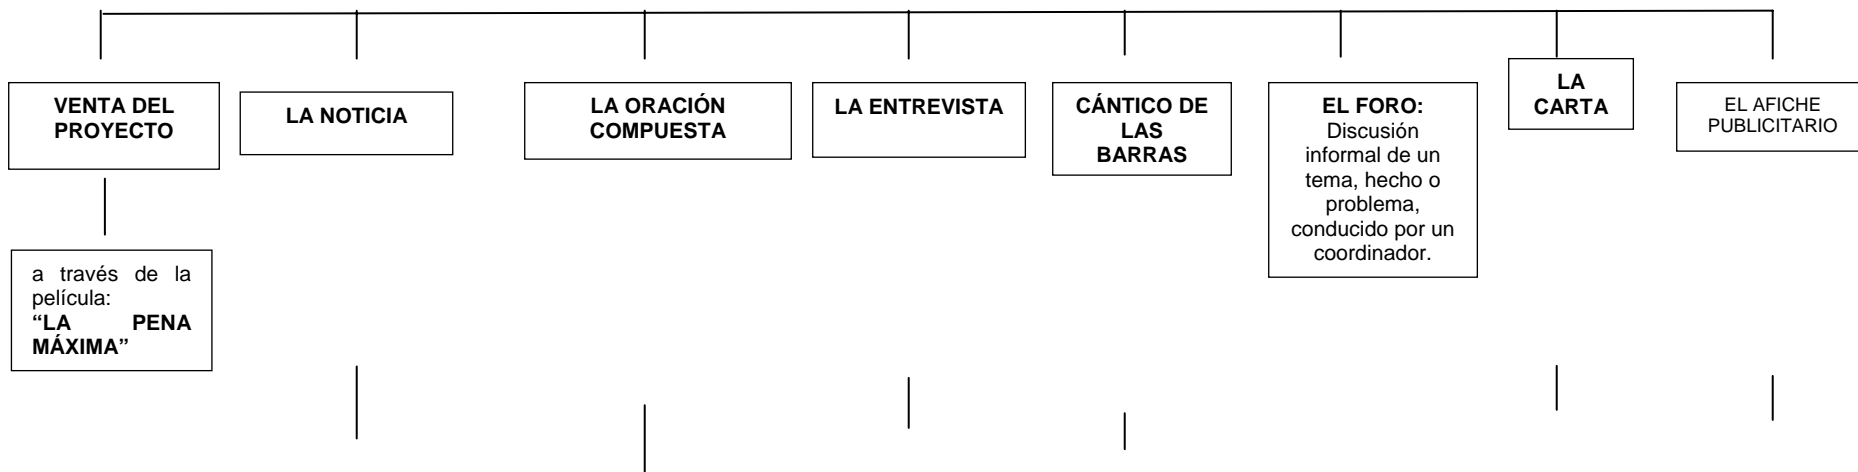 VENTA DEL
PROYECTO
LA NOTICIA
LA ORACIÓN
COMPUESTA
LA ENTREVISTA
CÁNTICO DE
LAS
BARRAS
EL FORO:
Discusión
informal de un
tema, hecho o
problema,
conducido por un
coordinador.
LA
CARTA
EL AFICHE
PUBLICITARIO
a través de la
película:
“LA PENA
MÁXIMA”